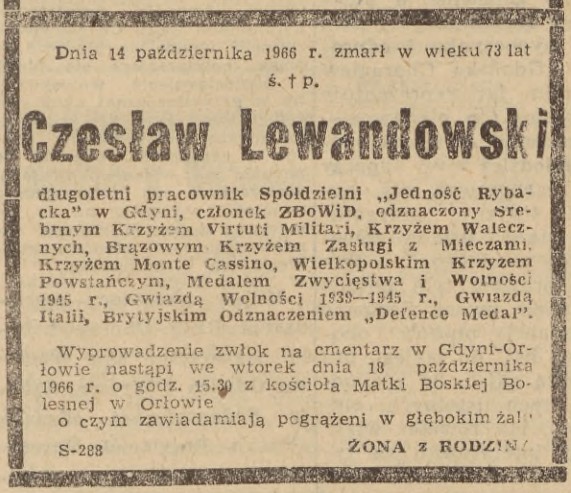 Dnia 14 października 1966 r. zmarł w wieku 73 lat
ś. † p.
Czesław Lewandowski
długoletni pracownik Spółdzielni „Jedność Ryba-
cka” w Gdyni, członek ZBoWiD, odznaczony Sre-
brnym Krzyżem Virtuti Militari, Krzyżem Walecz-
nych, Brązowym Krzyżem Zasługi z Mieczami,
Krzyżem Monte Cassino, Wielkopolskim Krzyżem
Powstańczym, Medalem Zwycięstwa i Wolności
1945 r., Gwiazdą Wolności 1939—1945 r., Gwiazdą
Italii, Brytyjskim Odznaczeniem „Defence Medal”.
Wyprowadzenie zwłok na cmentarz w Gdyni-Or-
łowie nastąpi we wtorek dnia 18 października
1966 r. o godz. 15.30 z kościoła Matki Boskiej Bo-
lesnej w Orłowie
o czym zawiadamiają pogrążeni w głębokim żalu
S-288 ŻONA z RODZINĄ